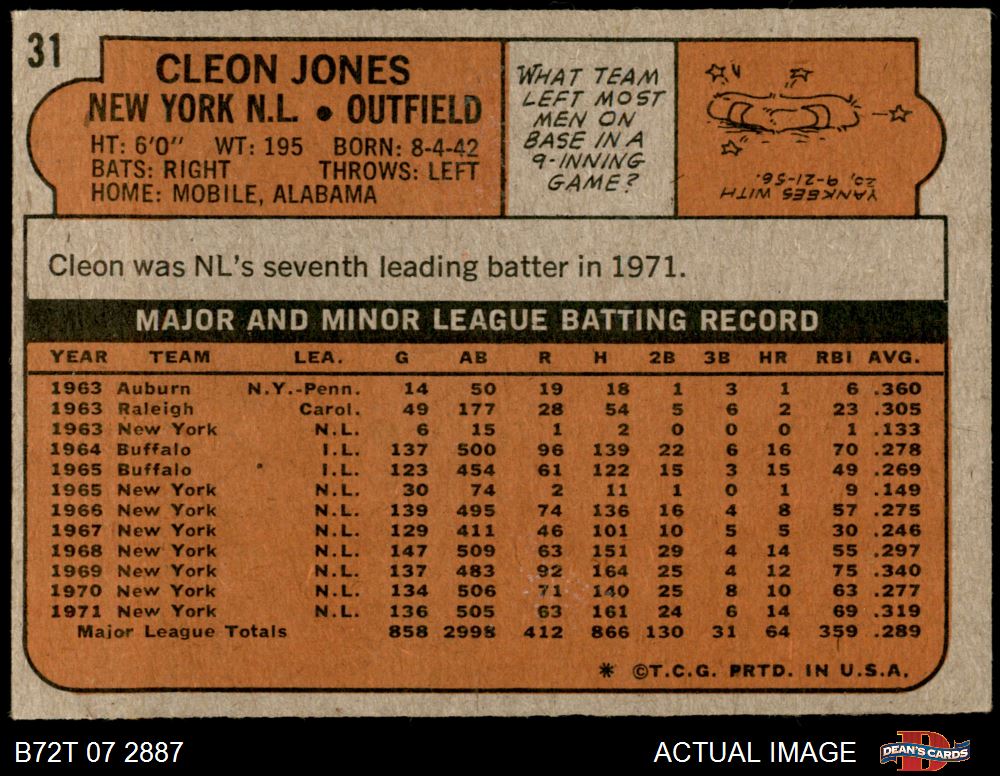 31
CLEON JONES
NEW YORK N.L. • OUTFIELD
HT: 6'0" WT: 195 BORN: 8-4-42
BATS: RIGHT THROWS: LEFT
HOME: MOBILE, ALABAMA
WHAT TEAM
LEFT MOST
MEN ON
BASE IN A
9-INNING
GAME?
YANKEES WITH
20, 9-21-56.
Cleon was NL's seventh leading batter in 1971.
MAJOR AND MINOR LEAGUE BATTING RECORD
YEAR TEAM LEA. G AB R H 2B 3B HR RBI AVG.
1963 Auburn N.Y.-Penn. 14 50 19 18 1 3 1 6 .360
1963 Raleigh Carol. 49 177 28 54 5 6 2 23 .305
1963 New York N.L. 6 15 1 2 0 0 0 1 .133
1964 Buffalo I.L. 137 500 96 139 22 6 16 70 .278
1965 Buffalo I.L. 123 454 61 122 15 3 15 49 .269
1965 New York N.L. 30 74 2 11 1 0 1 9 .149
1966 New York N.L. 139 495 74 136 16 4 8 57 .275
1967 New York N.L. 129 411 46 101 10 5 5 30 .246
1968 New York N.L. 147 509 63 151 29 4 14 55 .297
1969 New York N.L. 137 483 92 164 25 4 12 75 .340
1970 New York N.L. 134 506 71 140 25 8 10 63 .277
1971 New York N.L. 136 505 63 161 24 6 14 69 .319
Major League Totals 858 2998 412 866 130 31 64 359 .289
* ©T.C.G. PRTD. IN U.S.A.
B72T 07 2887
ACTUAL IMAGE
D
DEAN'S CARDS